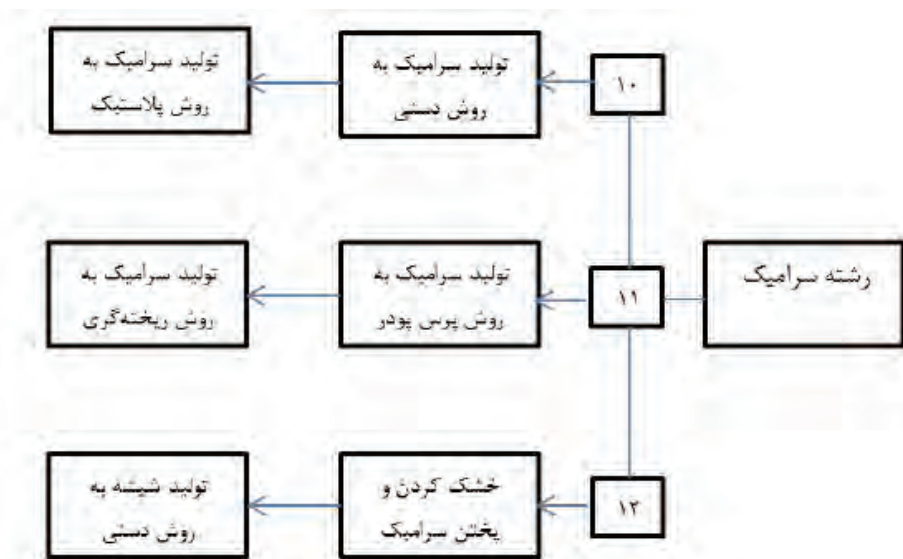 رشته سرامیک
۱۰
تولید سرامیک به
روش دستی
تولید سرامیک به
روش پلاستیک
۱۱
تولید سرامیک به
روش پرس پودر
تولید سرامیک به
روش ریخته‌گری
۱۲
خشک کردن و
پختن سرامیک
تولید شیشه به
روش دستی